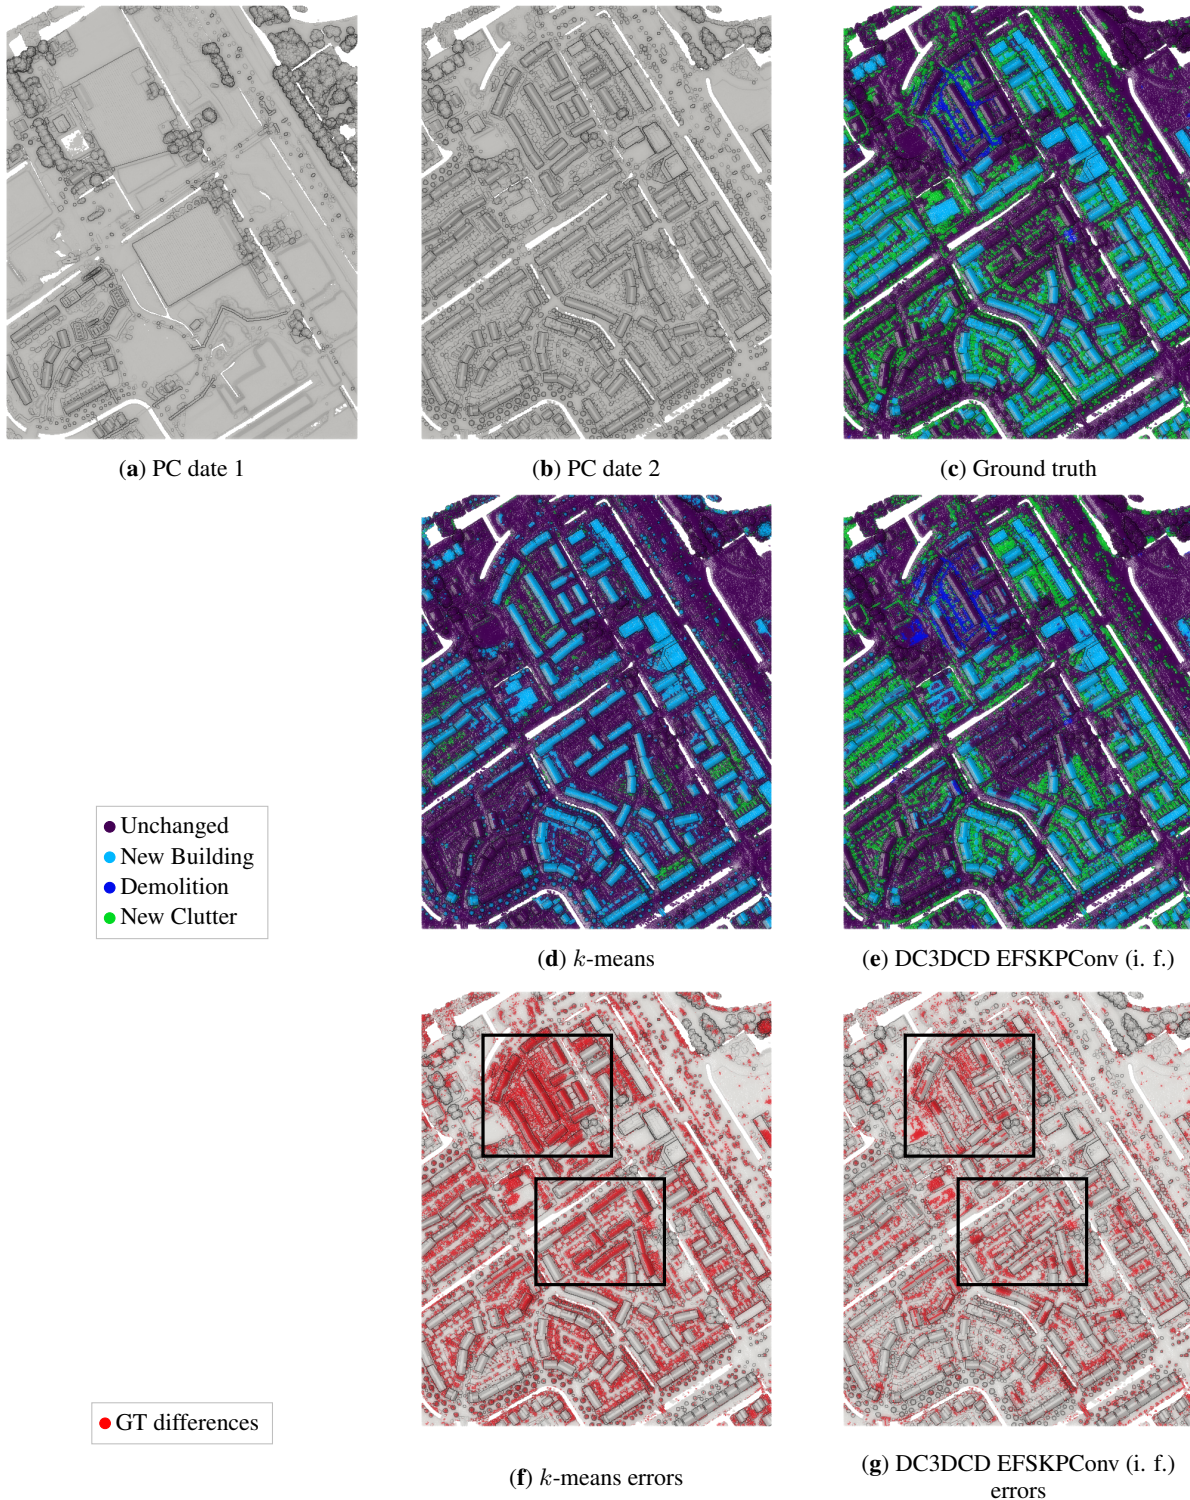 (a) PC date 1
(b) PC date 2
(c) Ground truth
Unchanged
New Building
Demolition
New Clutter
(d) k-means
(e) DC3DCD EFSKPConv (i. f.)
GT differences
(f) k-means errors
(g) DC3DCD EFSKPConv (i. f.)
errors